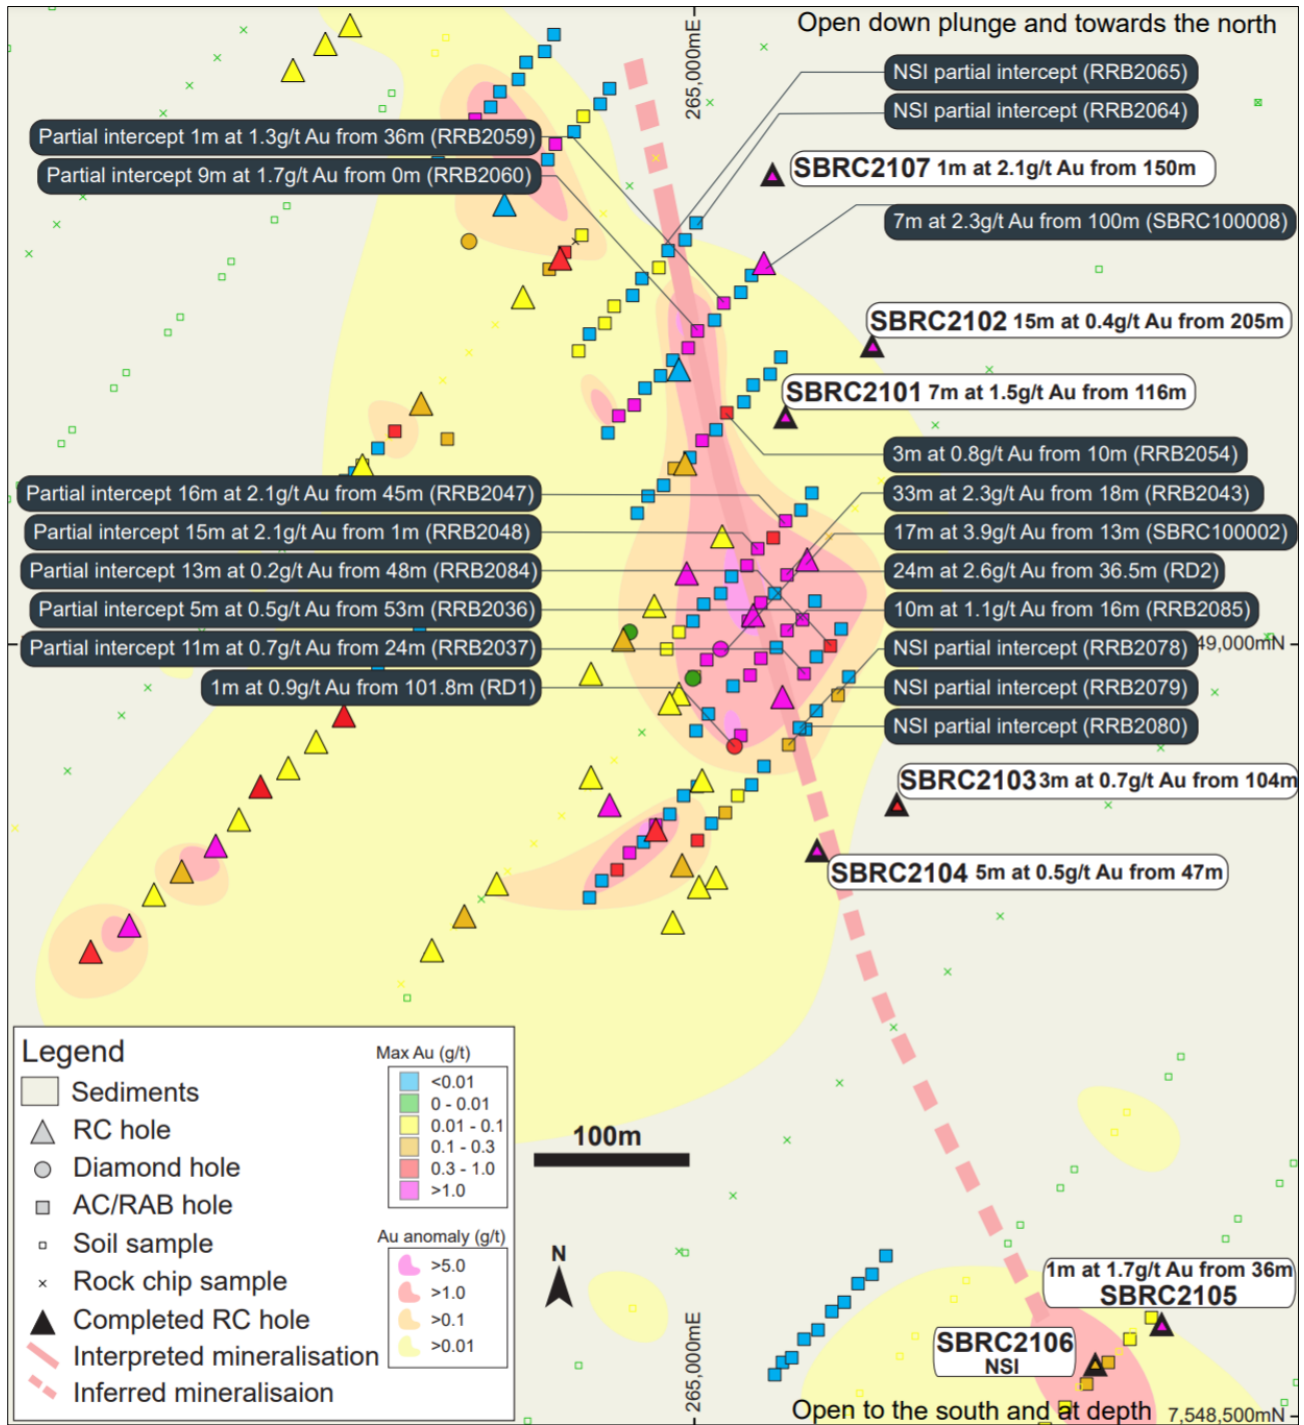 Open down plunge and towards the north
265,000mE
NSI partial intercept (RRB2065)
NSI partial intercept (RRB2064)
Partial intercept 1m at 1.3g/t Au from 36m (RRB2059)
Partial intercept 9m at 1.7g/t Au from 0m (RRB2060)
SBRC2107 1m at 2.1g/t Au from 150m
7m at 2.3g/t Au from 100m (SBRC100008)
SBRC2102 15m at 0.4g/t Au from 205m
SBRC2101 7m at 1.5g/t Au from 116m
3m at 0.8g/t Au from 10m (RRB2054)
Partial intercept 16m at 2.1g/t Au from 45m (RRB2047)
33m at 2.3g/t Au from 18m (RRB2043)
Partial intercept 15m at 2.1g/t Au from 1m (RRB2048)
17m at 3.9g/t Au from 13m (SBRC100002)
Partial intercept 13m at 0.2g/t Au from 48m (RRB2084)
24m at 2.6g/t Au from 36.5m (RD2)
Partial intercept 5m at 0.5g/t Au from 53m (RRB2036)
10m at 1.1g/t Au from 16m (RRB2085)
Partial intercept 11m at 0.7g/t Au from 24m (RRB2037)
NSI partial intercept (RRB2078)
49,000mN
1m at 0.9g/t Au from 101.8m (RD1)
NSI partial intercept (RRB2079)
NSI partial intercept (RRB2080)
SBRC2103 3m at 0.7g/t Au from 104m
SBRC2104 5m at 0.5g/t Au from 47m
Legend
Sediments
RC hole
Diamond hole
AC/RAB hole
Soil sample
Rock chip sample
Completed RC hole
Interpreted mineralisation
Inferred mineralisaion
Max Au (g/t)
<0.01
0 - 0.01
0.01 - 0.1
0.1 - 0.3
0.3 - 1.0
>1.0
Au anomaly (g/t)
>5.0
>1.0
>0.1
>0.01
100m
N
265,000mE
1m at 1.7g/t Au from 36m
SBRC2105
SBRC2106
NSI
Open to the south and at depth
7,548,500mN